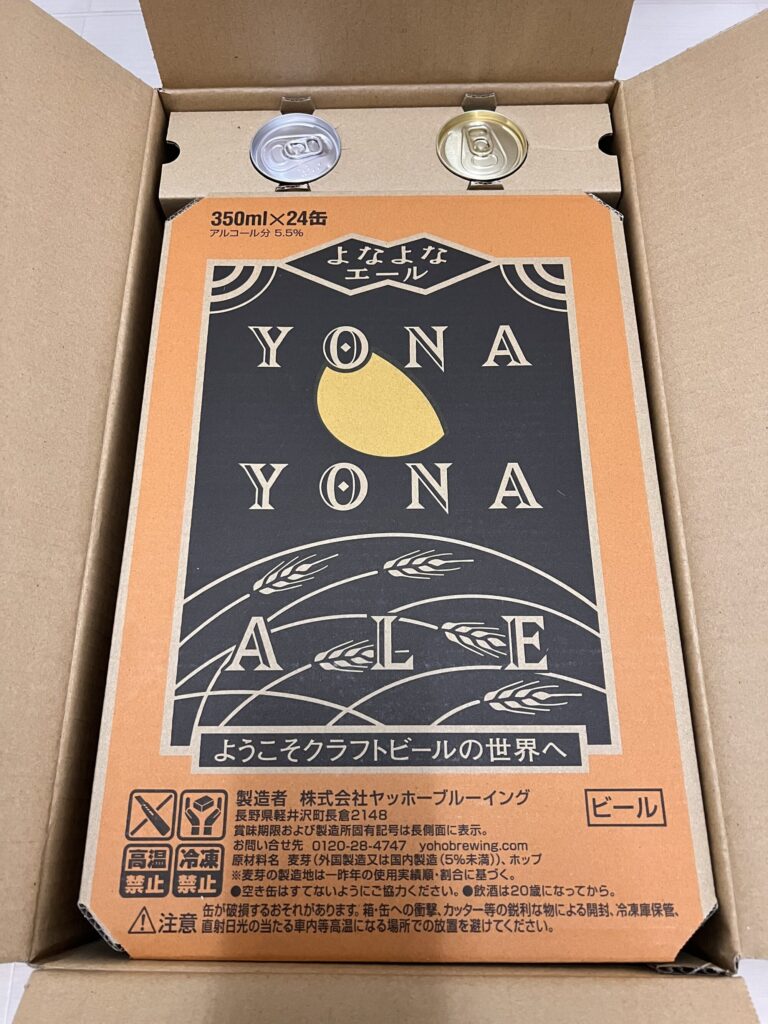 350ml×24缶
アルコール分 5.5%
よなよな
エール
YONA
YONA
ALE
ようこそクラフトビールの世界へ
製造者 株式会社ヤッホーブルーイング
長野県軽井沢町長倉2148
賞味期限および製造所固有記号は長側面に表示。
お問い合せ先 0120-28-4747 yohobrewing.com
原材料名 麦芽(外国製造又は国内製造(5%未満))、ホップ
※麦芽の製造地は一昨年の使用実績順・割合に基づく。
●空き缶はすてないようにご協力ください。●飲酒は20歳になってから。
ビール
高温
禁止
冷凍
禁止
注意
缶が破損するおそれがあります。箱・缶への衝撃、カッター等の鋭利な物による開封、冷凍庫保管、
直射日光の当たる車内等高温になる場所での放置を避けてください。